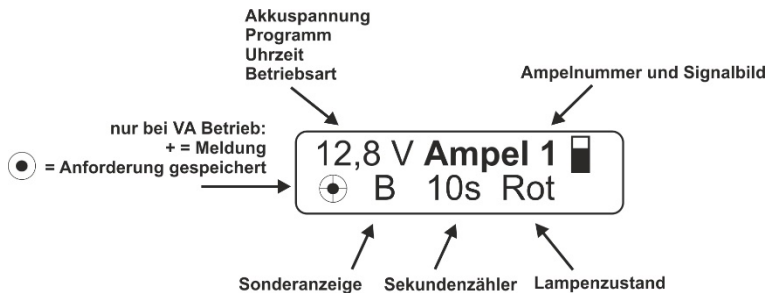 Akkuspannung
Programm
Uhrzeit
Betriebsart
Ampelnummer und Signalbild
nur bei VA Betrieb:
+ = Meldung
= Anforderung gespeichert
12,8 V Ampel 1
B 10s Rot
Sonderanzeige Sekundenzähler Lampenzustand